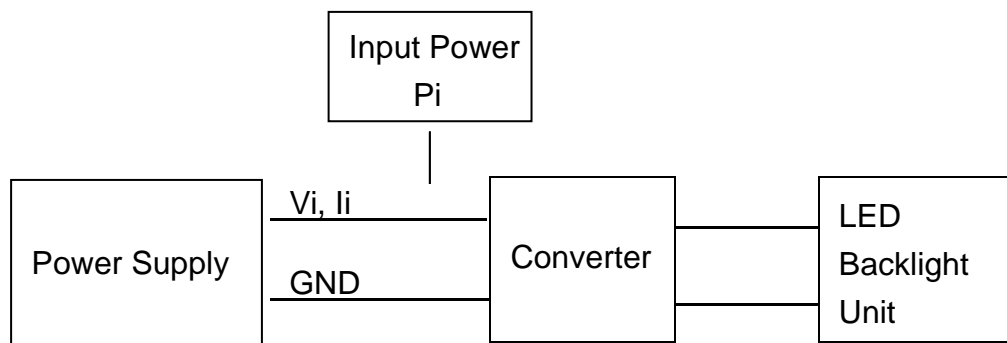 Input Power
Pi
Vi, Ii
Power Supply
GND
Converter
LED
Backlight
Unit